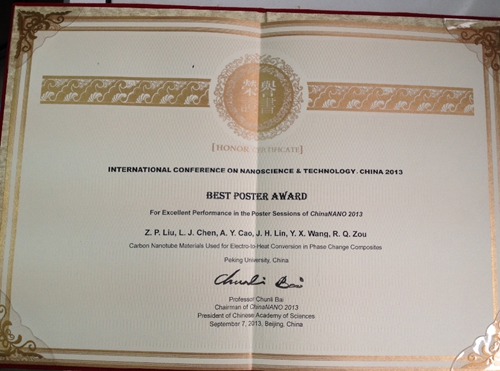 榮譽
[HONOR CERTIFICATE]
INTERNATIONAL CONFERENCE ON NANOSCIENCE & TECHNOLOGY, CHINA 2013
BEST POSTER AWARD
For Excellent Performance in the Poster Sessions of ChinaNANO 2013
Z. P. Liu, L. J. Chen, A. Y. Cao, J. H. Lin, Y. X. Wang, R. Q. Zou
Carbon Nanotube Materials Used for Electro-to-Heat Conversion in Phase Change Composites
Peking University, China
Chunli Bai
Professor Chunli Bai
Chairman of ChinaNANO 2013
President of Chinese Academy of Sciences
September 7, 2013, Beijing, China